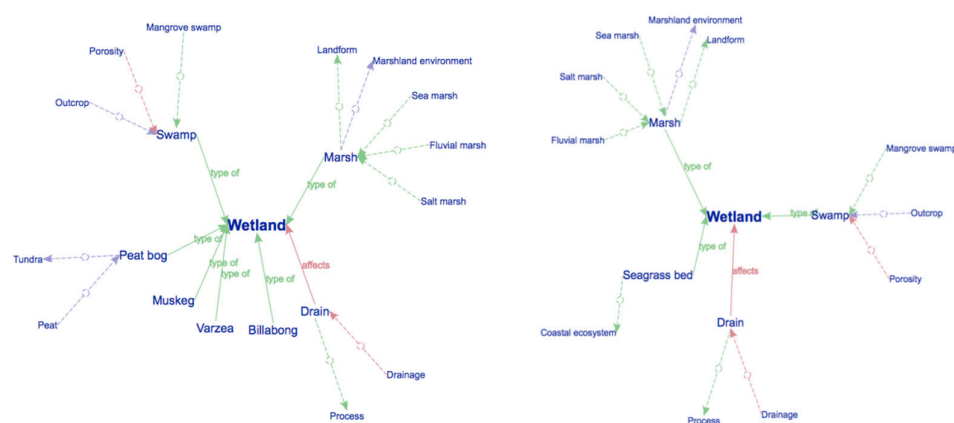 Mangrove swamp
Porosity
Outcrop
Swamp
Landform
Marshland environment
Sea marsh
Fluvial marsh
Marsh
Salt marsh
type of
type of
Wetland
Peat bog
type of
Tundra
type of
type of
type of
affects
Muskeg
Varzea
Billabong
Drain
Peat
Drainage
Process
Marshland environment
Sea marsh
Landform
Salt marsh
Marsh
Fluvial marsh
type of
Mangrove swamp
Wetland
type of
Swamp
Outcrop
type of
affects
Seagrass bed
Porosity
Coastal ecosystem
Drain
Process
Drainage